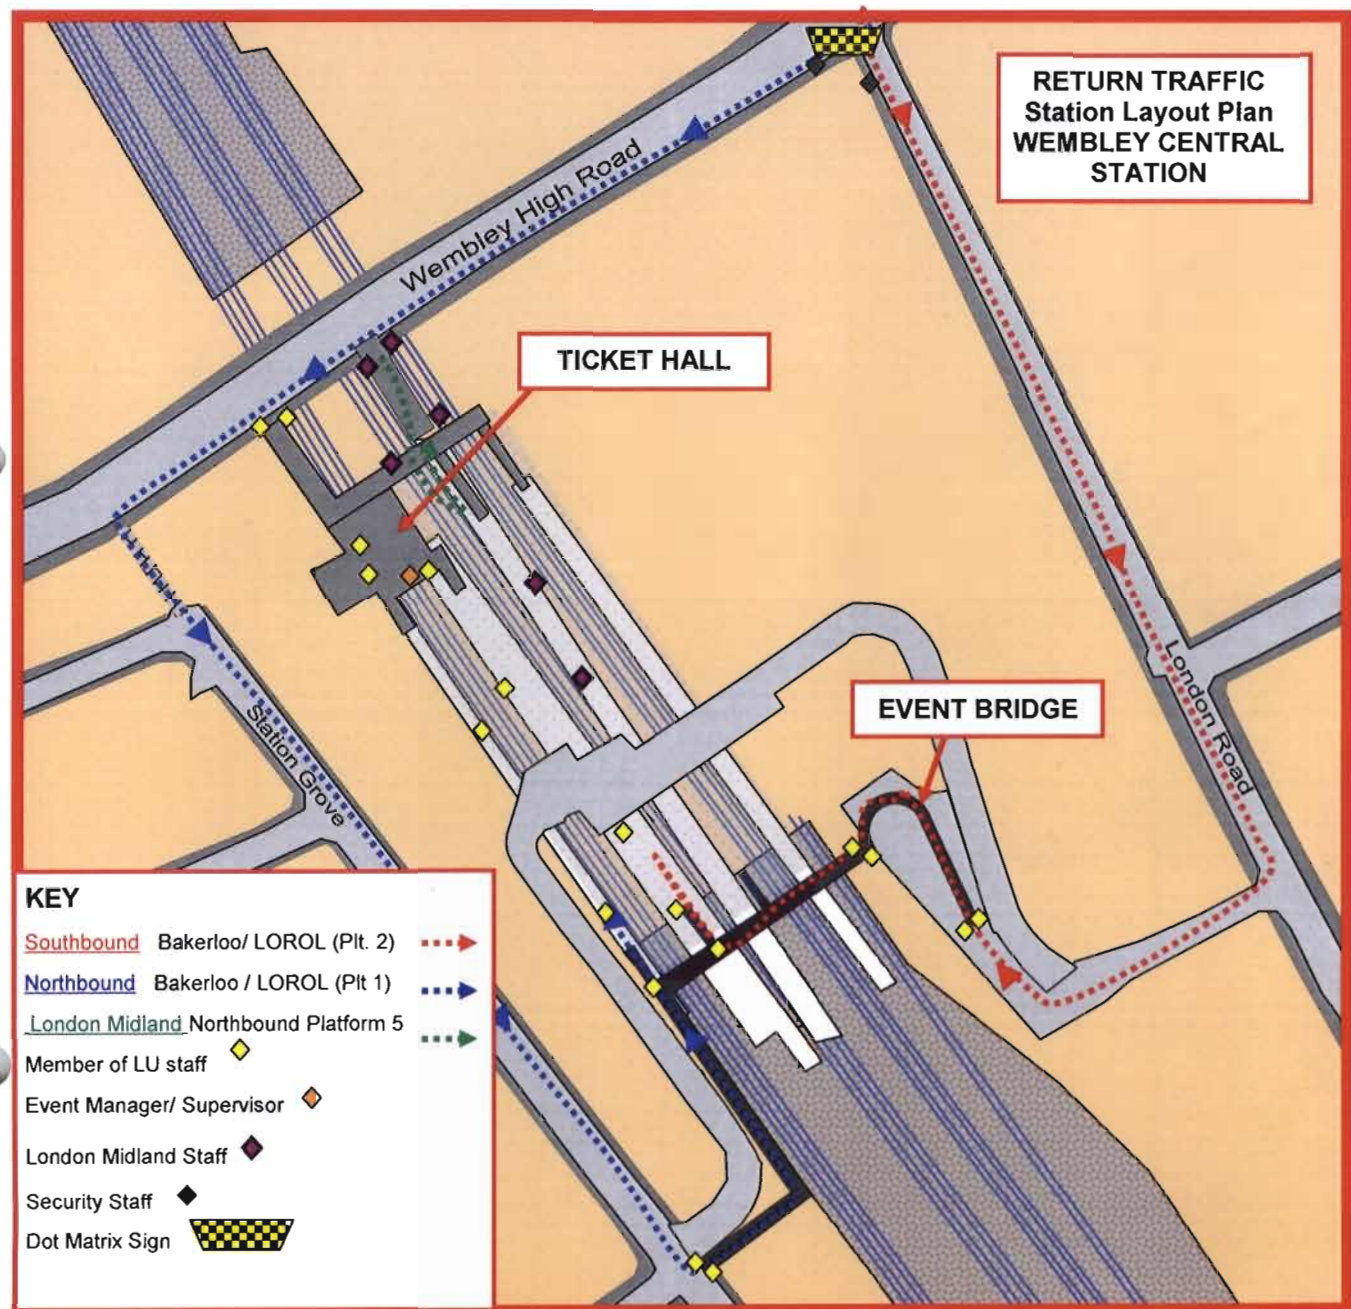 RETURN TRAFFIC
Station Layout Plan
WEMBLEY CENTRAL
STATION
Wembley High Road
TICKET HALL
EVENT BRIDGE
London Road
Station Grove
KEY
Southbound Bakerloo/ LOROL (Plt. 2)
Northbound Bakerloo / LOROL (Plt 1)
London Midland Northbound Platform 5
Member of LU staff
Event Manager/ Supervisor
London Midland Staff
Security Staff
Dot Matrix Sign